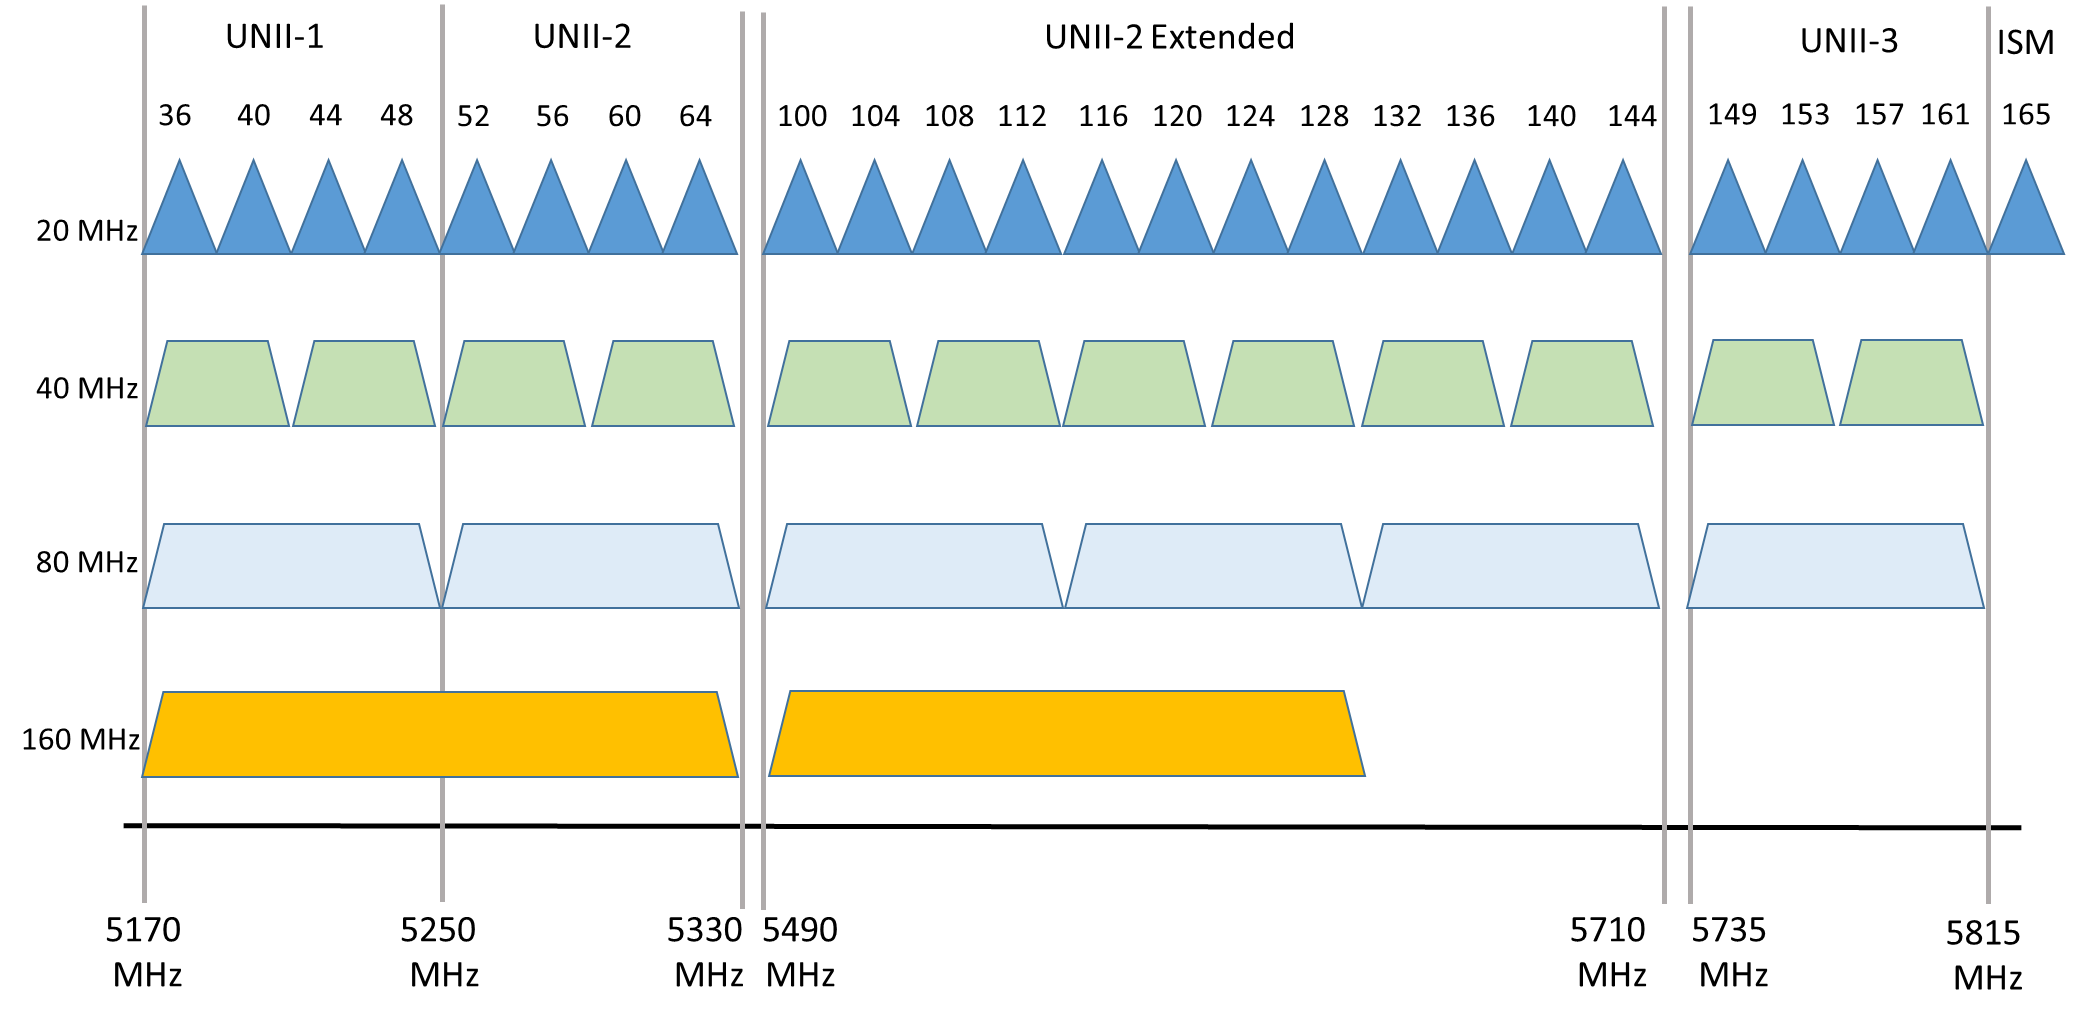 UNII-1 UNII-2 UNII-2 Extended UNII-3 ISM
36 40 44 48 52 56 60 64 100 104 108 112 116 120 124 128 132 136 140 144 149 153 157 161 165
20 MHz
40 MHz
80 MHz
160 MHz
5170 5250 5330 5490 5710 5735 5815
MHz MHz MHz MHz MHz MHz MHz